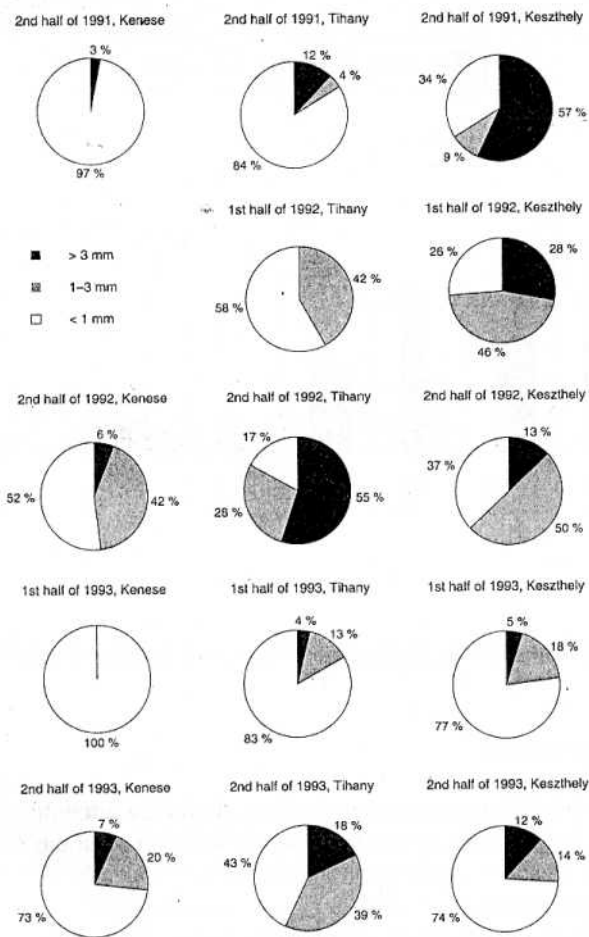 2nd half of 1991, Kenese
2nd half of 1991, Tihany
2nd half of 1991, Keszthely
3 %
97 %
12 %
4 %
84 %
34 %
57 %
9 %
1st half of 1992, Tihany
1st half of 1992, Keszthely
> 3 mm
1–3 mm
< 1 mm
42 %
58 %
26 %
28 %
46 %
2nd half of 1992, Kenese
2nd half of 1992, Tihany
2nd half of 1992, Keszthely
6 %
52 %
42 %
17 %
28 %
55 %
13 %
37 %
50 %
1st half of 1993, Kenese
1st half of 1993, Tihany
1st half of 1993, Keszthely
100 %
4 %
13 %
83 %
5 %
18 %
77 %
2nd half of 1993, Kenese
2nd half of 1993, Tihany
2nd half of 1993, Keszthely
7 %
20 %
73 %
18 %
43 %
39 %
12 %
14 %
74 %